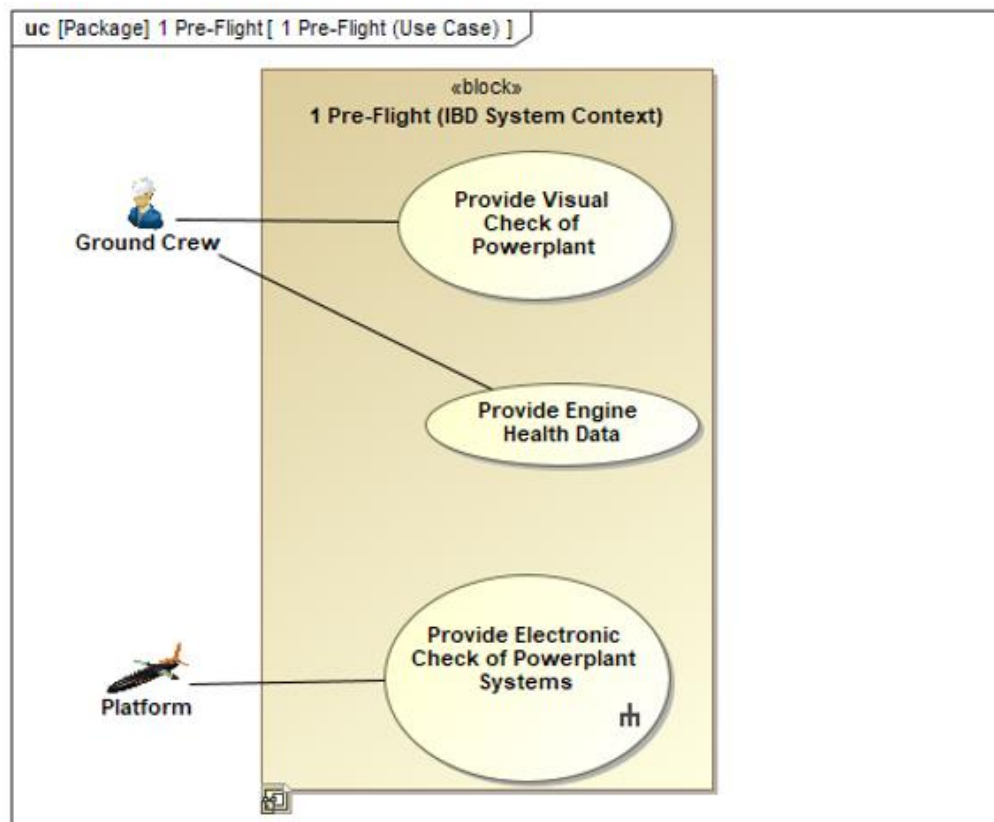 uc [Package] 1 Pre-Flight [ 1 Pre-Flight (Use Case) ]
«block»
1 Pre-Flight (IBD System Context)
Provide Visual
Check of
Powerplant
Ground Crew
Provide Engine
Health Data
Provide Electronic
Check of Powerplant
Systems
Platform